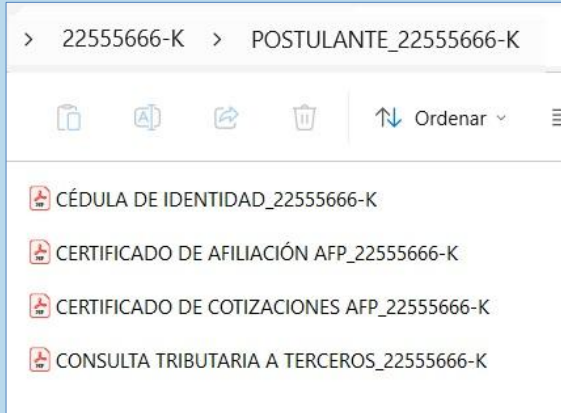 > 22555666-K > POSTULANTE_22555666-K
Ordenar
CÉDULA DE IDENTIDAD_22555666-K
CERTIFICADO DE AFILIACIÓN AFP_22555666-K
CERTIFICADO DE COTIZACIONES AFP_22555666-K
CONSULTA TRIBUTARIA A TERCEROS_22555666-K